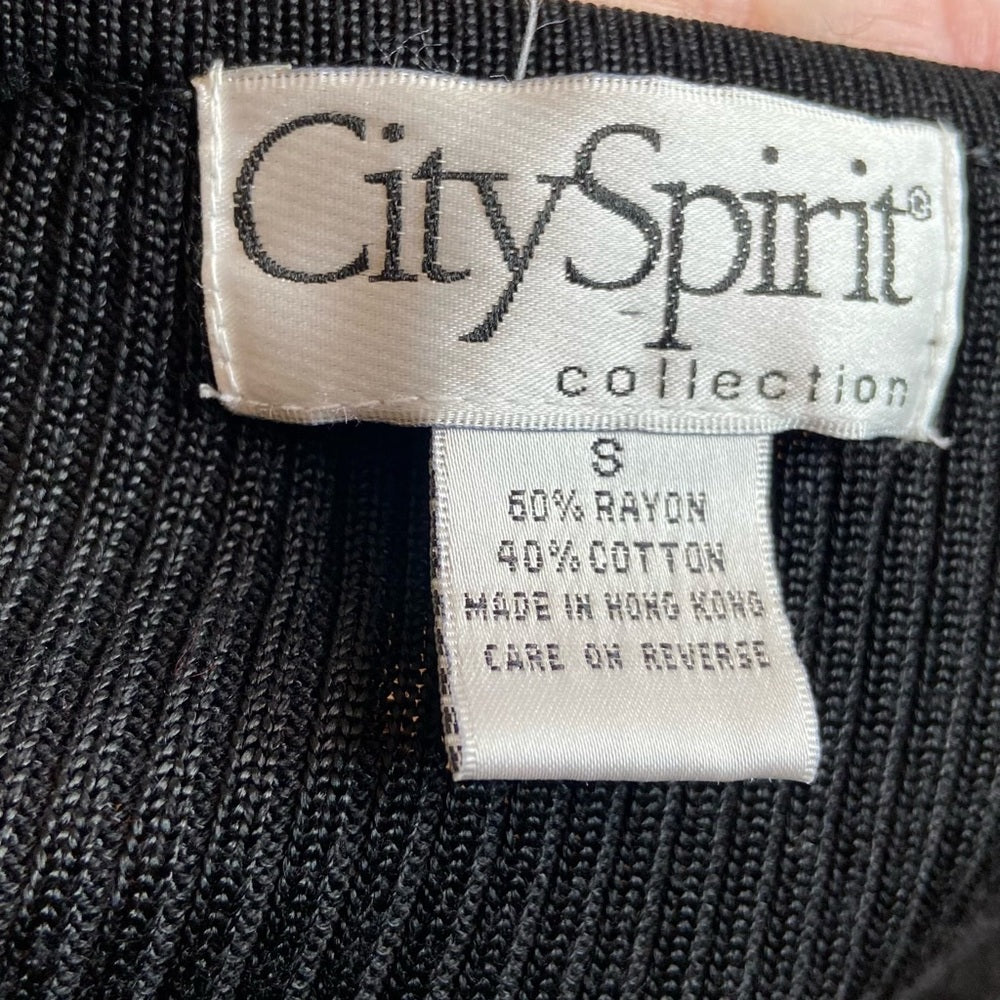 CitySpirit®
collection
S
60% RAYON
40% COTTON
MADE IN HONG KONG
CARE ON REVERSE